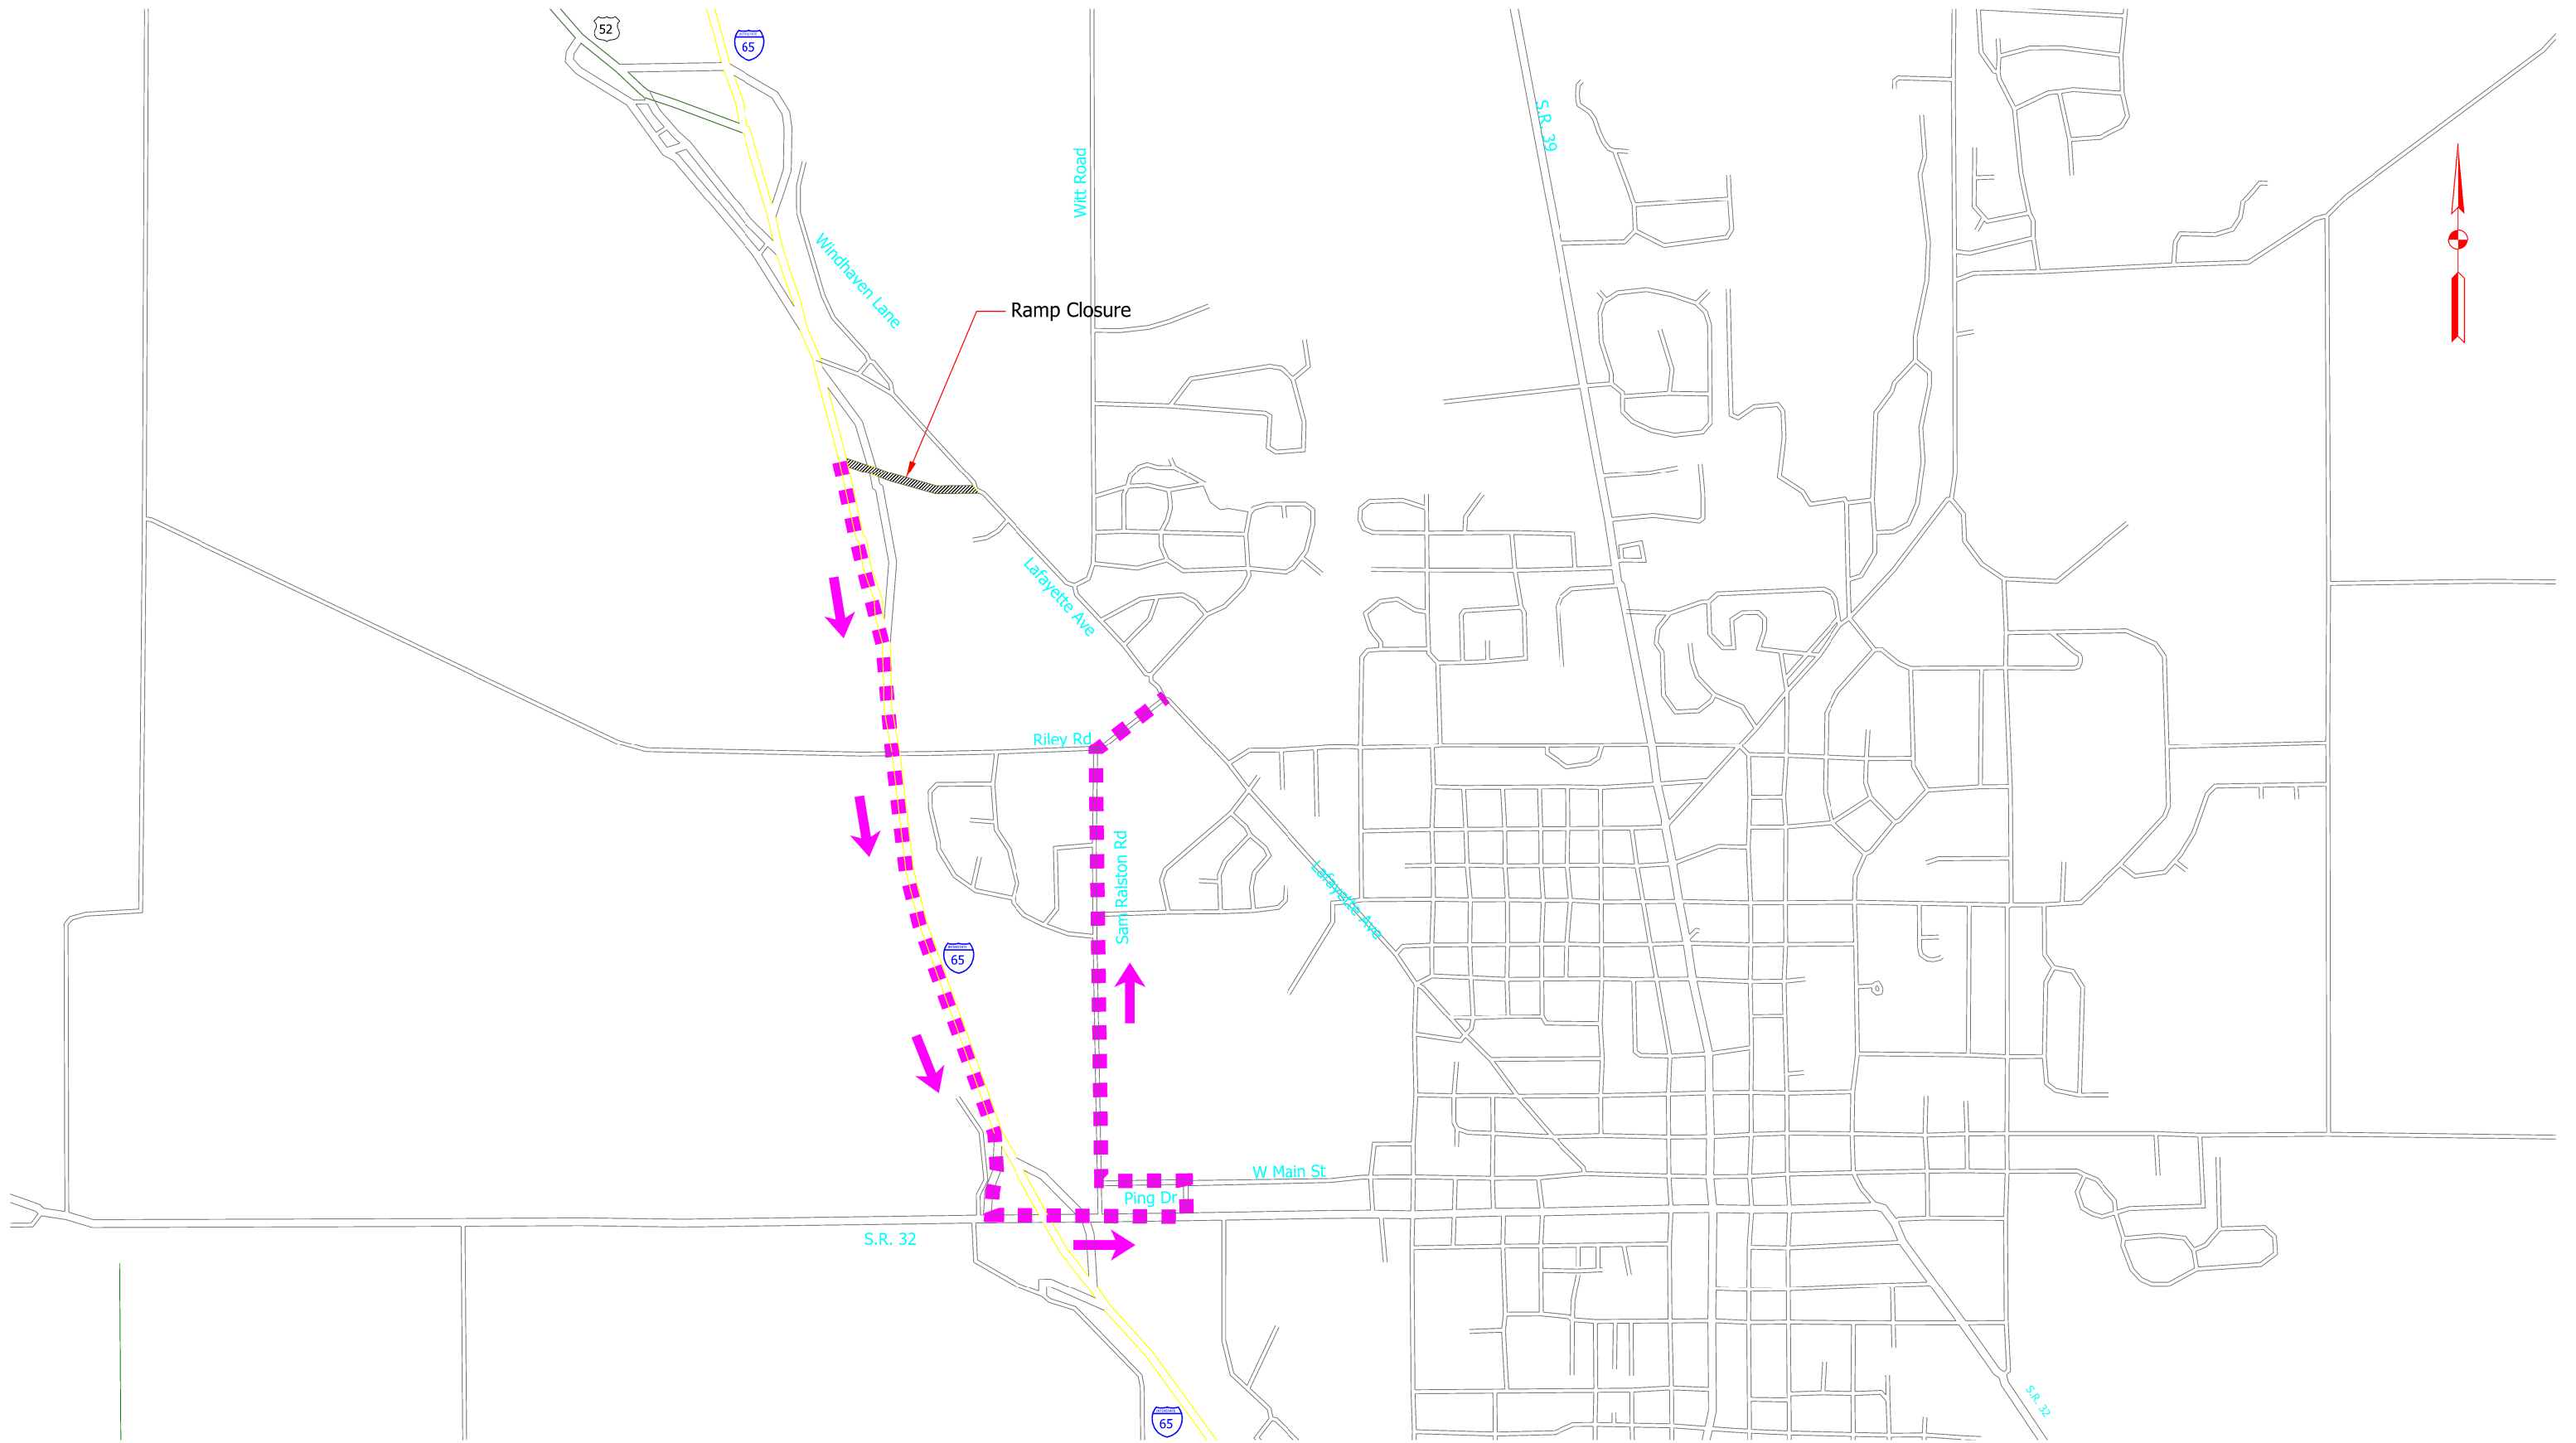 52
65
S.R. 39
Witt Road
Windhaven Lane
Ramp Closure
Lafayette Ave
Riley Rd
Sam Ralston Rd
Lafayette Ave
65
W Main St
Ping Dr
S.R. 32
S.R. 32
65